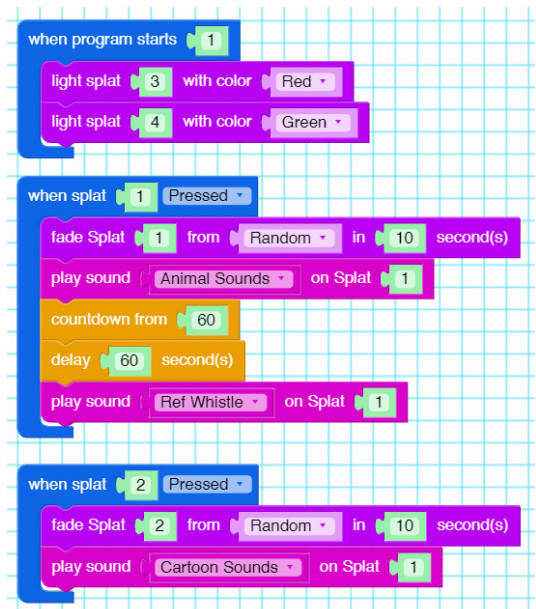 when program starts 1
light splat 3 with color Red
light splat 4 with color Green
when splat 1 Pressed
fade Splat 1 from Random in 10 second(s)
play sound Animal Sounds on Splat 1
countdown from 60
delay 60 second(s)
play sound Ref Whistle on Splat 1
when splat 2 Pressed
fade Splat 2 from Random in 10 second(s)
play sound Cartoon Sounds on Splat 1